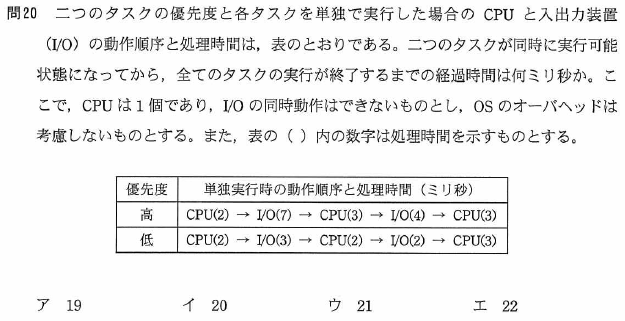 問20 二つのタスクの優先度と各タスクを単独で実行した場合の CPU と入出力装置
(I/O) の動作順序と処理時間は，表のとおりである。二つのタスクが同時に実行可能
状態になってから，全てのタスクの実行が終了するまでの経過時間は何ミリ秒か。こ
こで，CPU は 1 個であり，I/O の同時動作はできないものとし，OS のオーバヘッドは
考慮しないものとする。また，表の ( ) 内の数字は処理時間を示すものとする。
優先度 単独実行時の動作順序と処理時間（ミリ秒）
高 CPU(2) → I/O(7) → CPU(3) → I/O(4) → CPU(3)
低 CPU(2) → I/O(3) → CPU(2) → I/O(2) → CPU(3)
ア 19 イ 20 ウ 21 エ 22